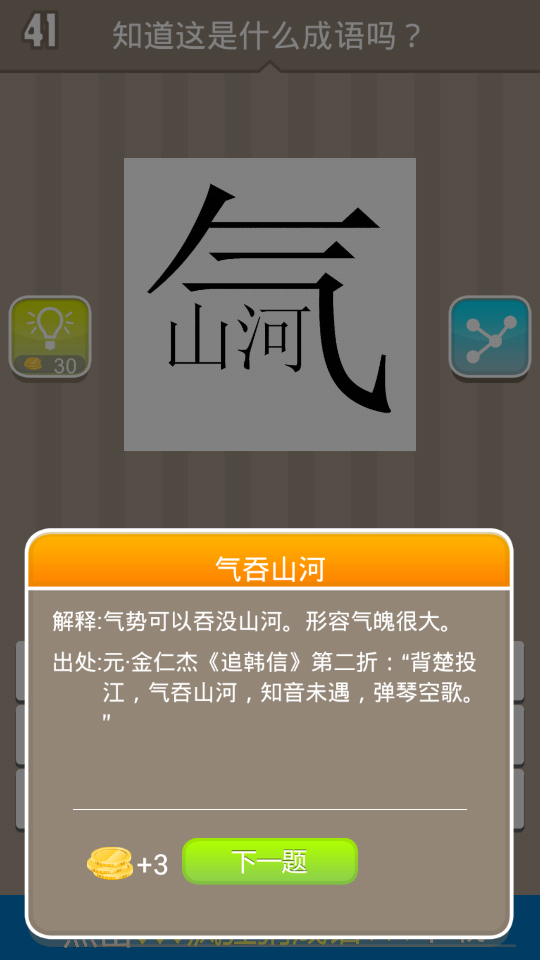 41
知道这是什么成语吗？
气
山河
30
气吞山河
解释:气势可以吞没山河。形容气魄很大。
出处:元·金仁杰《追韩信》第二折：“背楚投
江，气吞山河，知音未遇，弹琴空歌。
”
+3
下一题